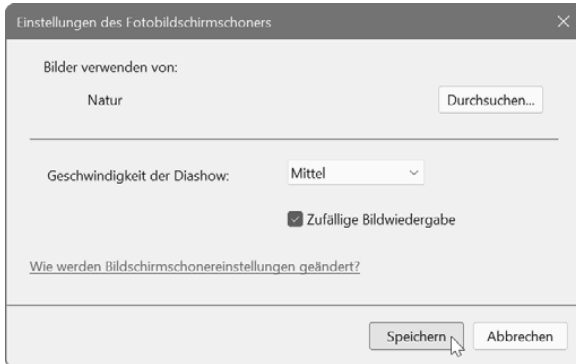 Einstellungen des Fotobildschirmschoners
Bilder verwenden von:
Natur
Durchsuchen...
Geschwindigkeit der Diashow:
Mittel
Zufällige Bildwiedergabe
Wie werden Bildschirmschonereinstellungen geändert?
Speichern
Abbrechen